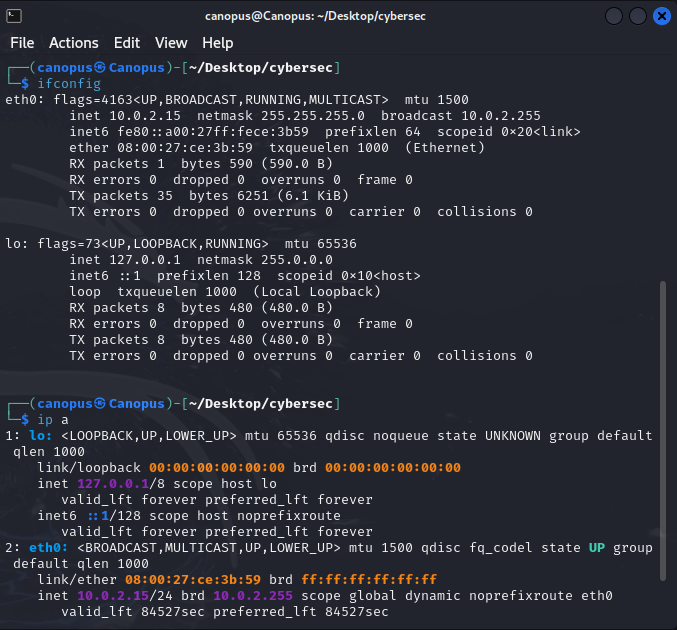 canopus@Canopus: ~/Desktop/cybersec
File Actions Edit View Help
┌──(canopus㉿Canopus)-[~/Desktop/cybersec]
└─$ ifconfig
eth0: flags=4163<UP,BROADCAST,RUNNING,MULTICAST>  mtu 1500
        inet 10.0.2.15  netmask 255.255.255.0  broadcast 10.0.2.255
        inet6 fe80::a00:27ff:fece:3b59  prefixlen 64  scopeid 0×20<link>
        ether 08:00:27:ce:3b:59  txqueuelen 1000  (Ethernet)
        RX packets 1  bytes 590 (590.0 B)
        RX errors 0  dropped 0  overruns 0  frame 0
        TX packets 35  bytes 6251 (6.1 KiB)
        TX errors 0  dropped 0 overruns 0  carrier 0  collisions 0
lo: flags=73<UP,LOOPBACK,RUNNING>  mtu 65536
        inet 127.0.0.1  netmask 255.0.0.0
        inet6 ::1  prefixlen 128  scopeid 0×10<host>
        loop  txqueuelen 1000  (Local Loopback)
        RX packets 8  bytes 480 (480.0 B)
        RX errors 0  dropped 0  overruns 0  frame 0
        TX packets 8  bytes 480 (480.0 B)
        TX errors 0  dropped 0 overruns 0  carrier 0  collisions 0
┌──(canopus㉿Canopus)-[~/Desktop/cybersec]
└─$ ip a
1: lo: <LOOPBACK,UP,LOWER_UP> mtu 65536 qdisc noqueue state UNKNOWN group default
 qlen 1000
    link/loopback 00:00:00:00:00:00 brd 00:00:00:00:00:00
    inet 127.0.0.1/8 scope host lo
       valid_lft forever preferred_lft forever
    inet6 ::1/128 scope host noprefixroute
       valid_lft forever preferred_lft forever
2: eth0: <BROADCAST,MULTICAST,UP,LOWER_UP> mtu 1500 qdisc fq_codel state UP group
 default qlen 1000
    link/ether 08:00:27:ce:3b:59 brd ff:ff:ff:ff:ff:ff
    inet 10.0.2.15/24 brd 10.0.2.255 scope global dynamic noprefixroute eth0
       valid_lft 84527sec preferred_lft 84527sec